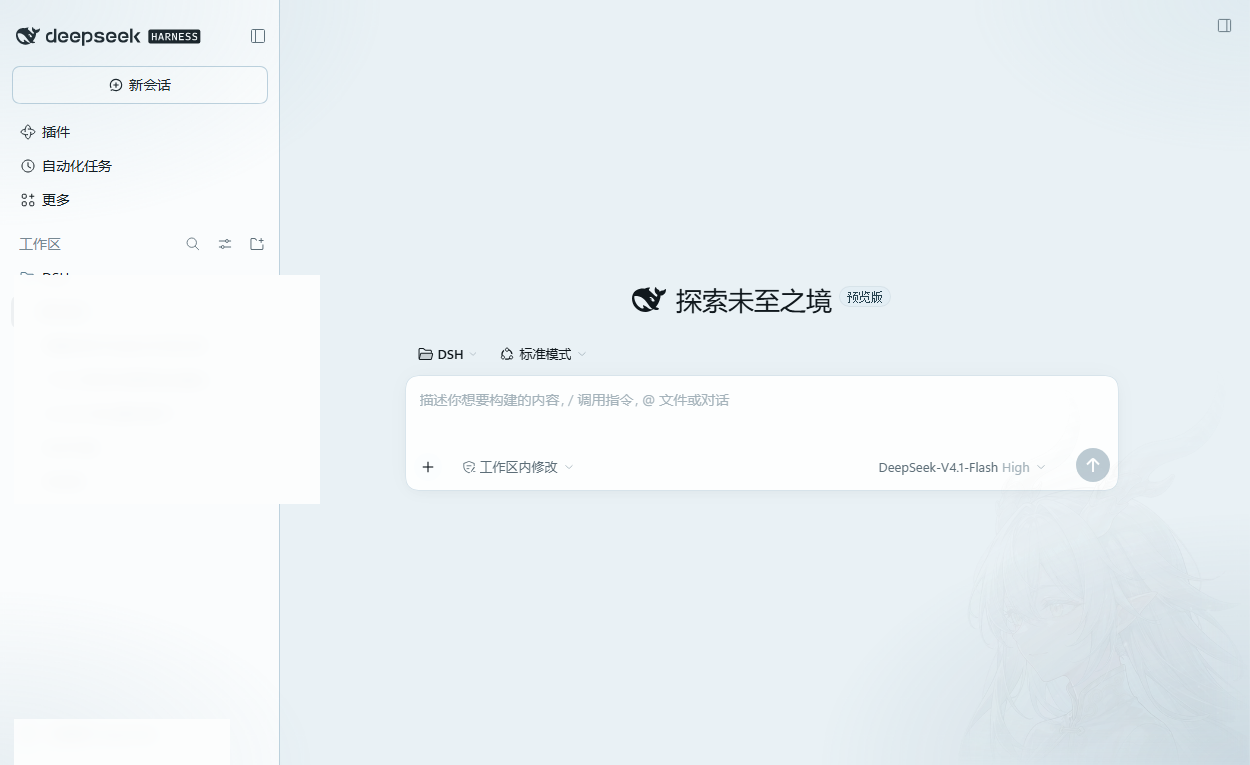 deepseek HARNESS
新会话
插件
自动化任务
更多
工作区
DSH
探索未至之境 预览版
DSH 标准模式
描述你想要构建的内容, / 调用指令, @ 文件或对话
工作区内修改 DeepSeek-V4.1-Flash High